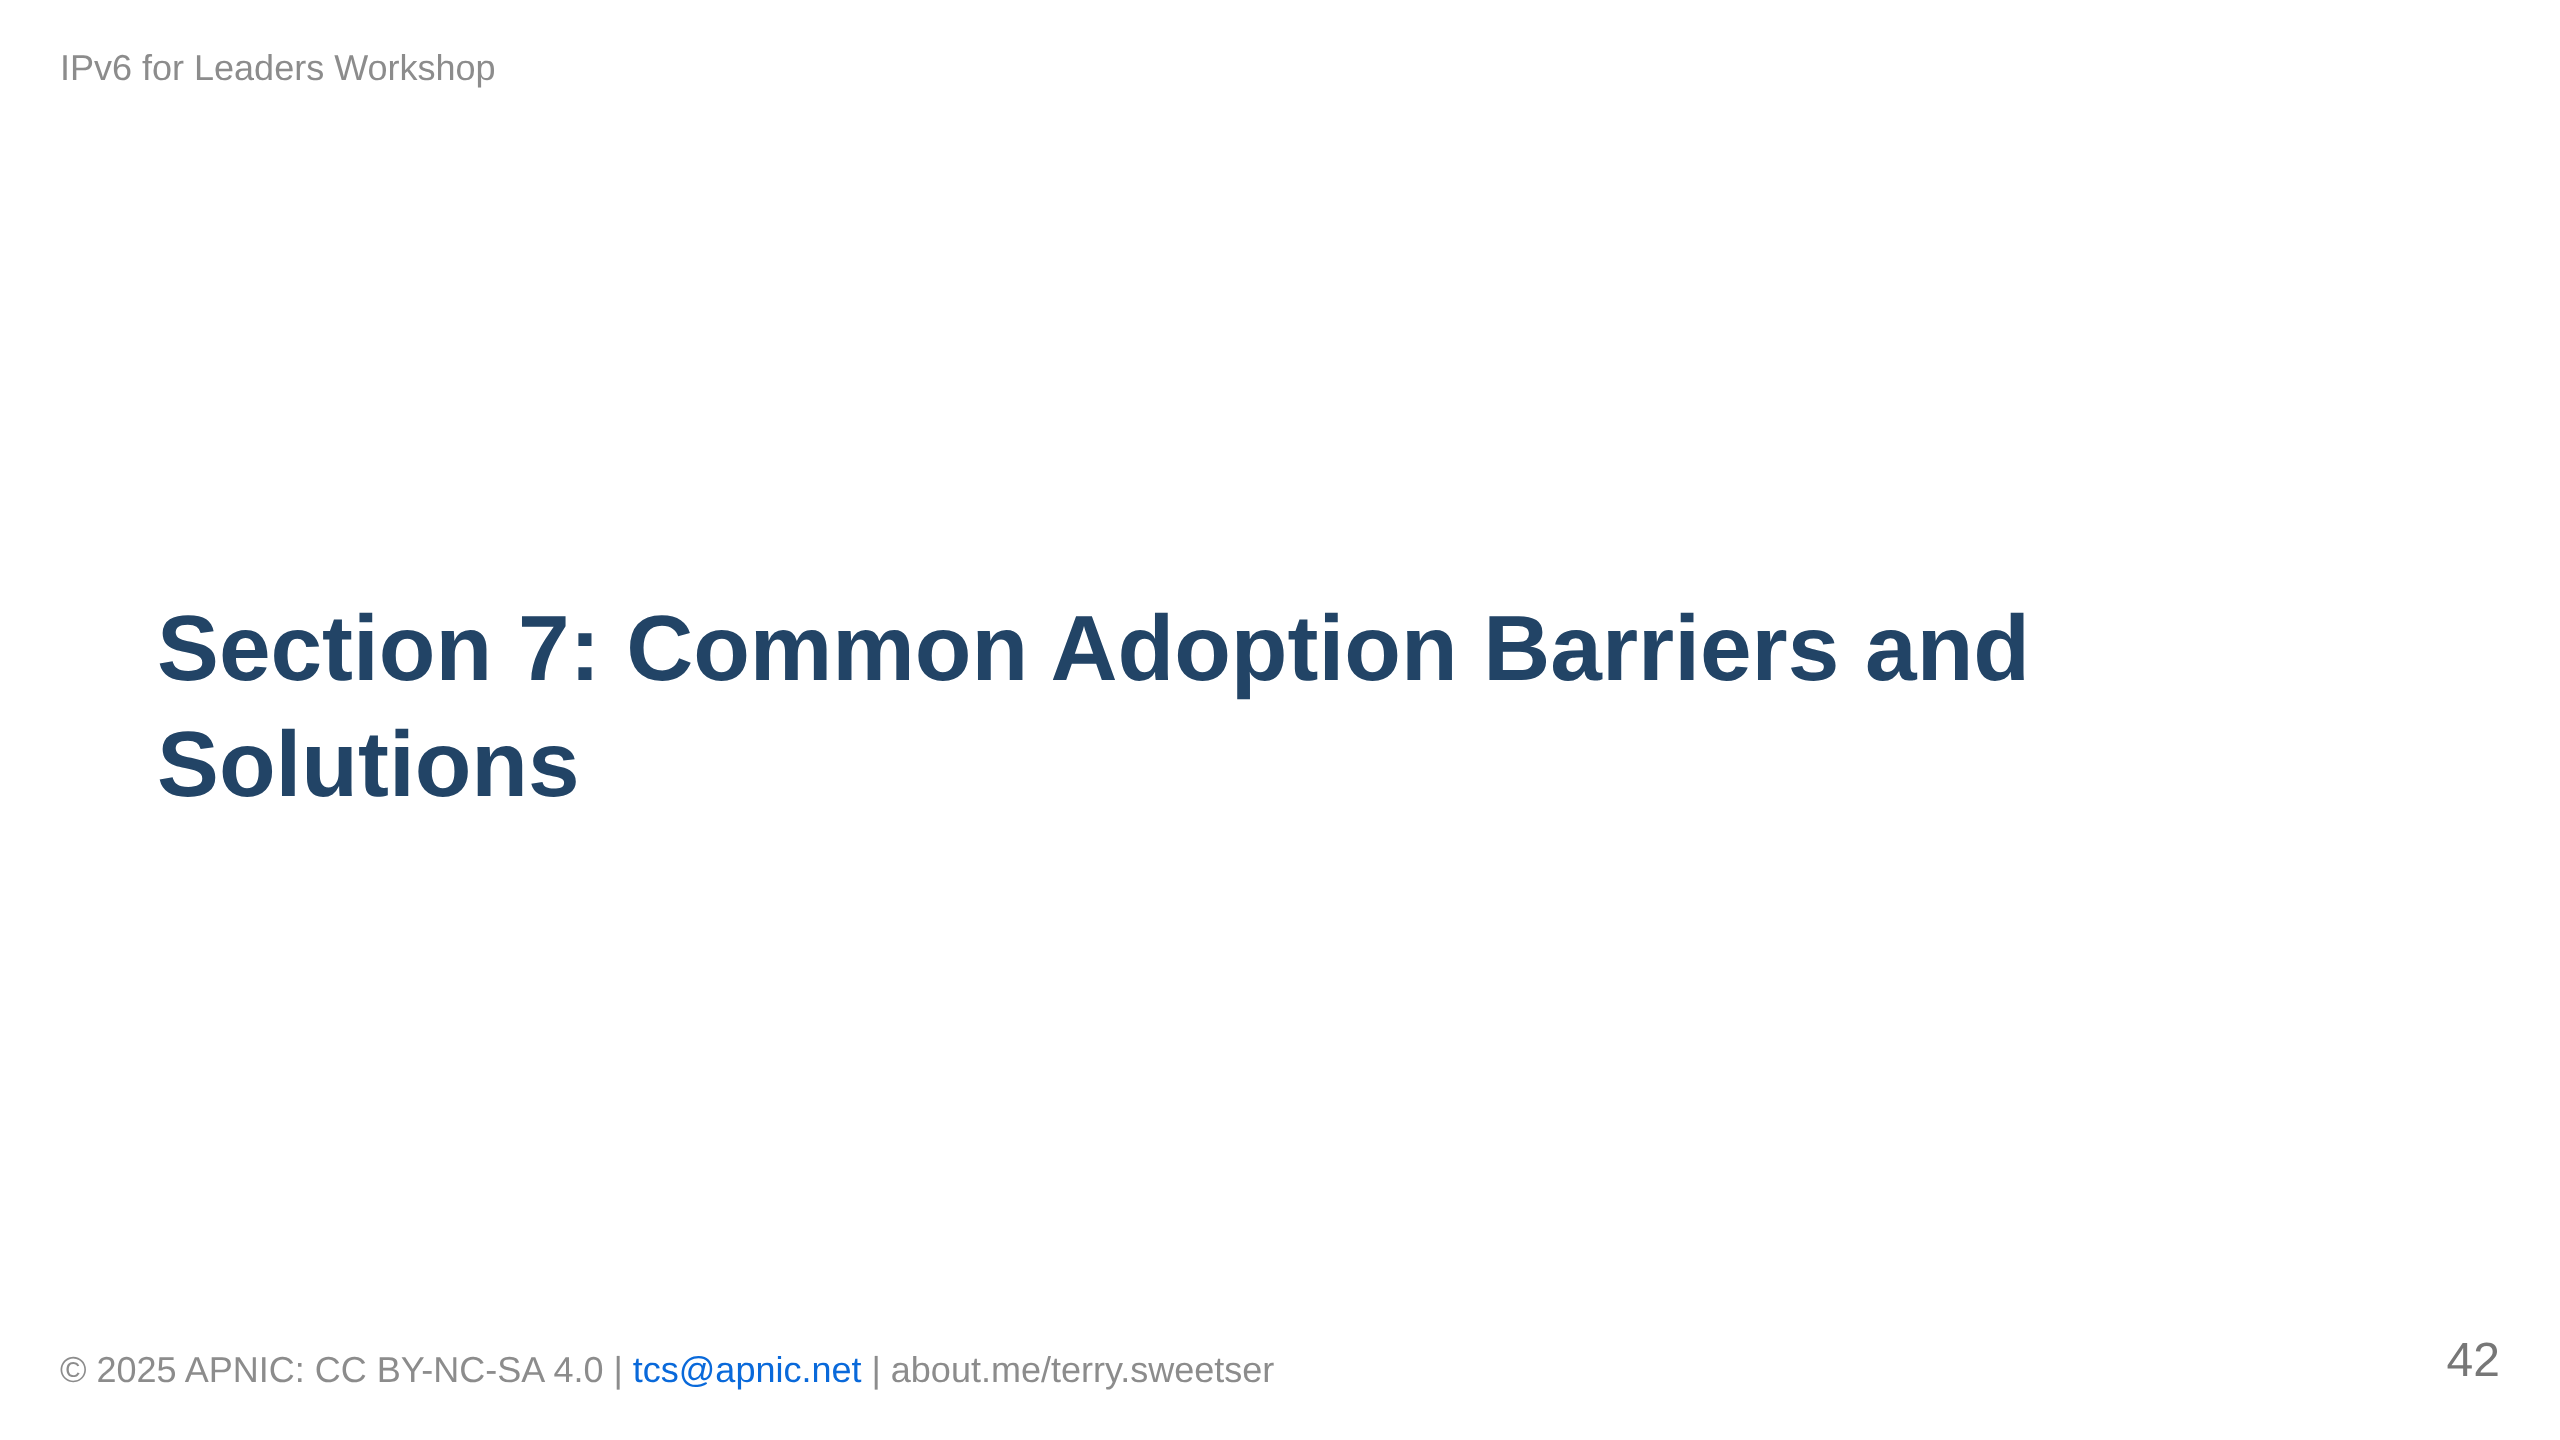 IPv6 for Leaders Workshop
Section 7: Common Adoption Barriers and
Solutions
© 2025 APNIC: CC BY-NC-SA 4.0 | tcs@apnic.net | about.me/terry.sweetser
42